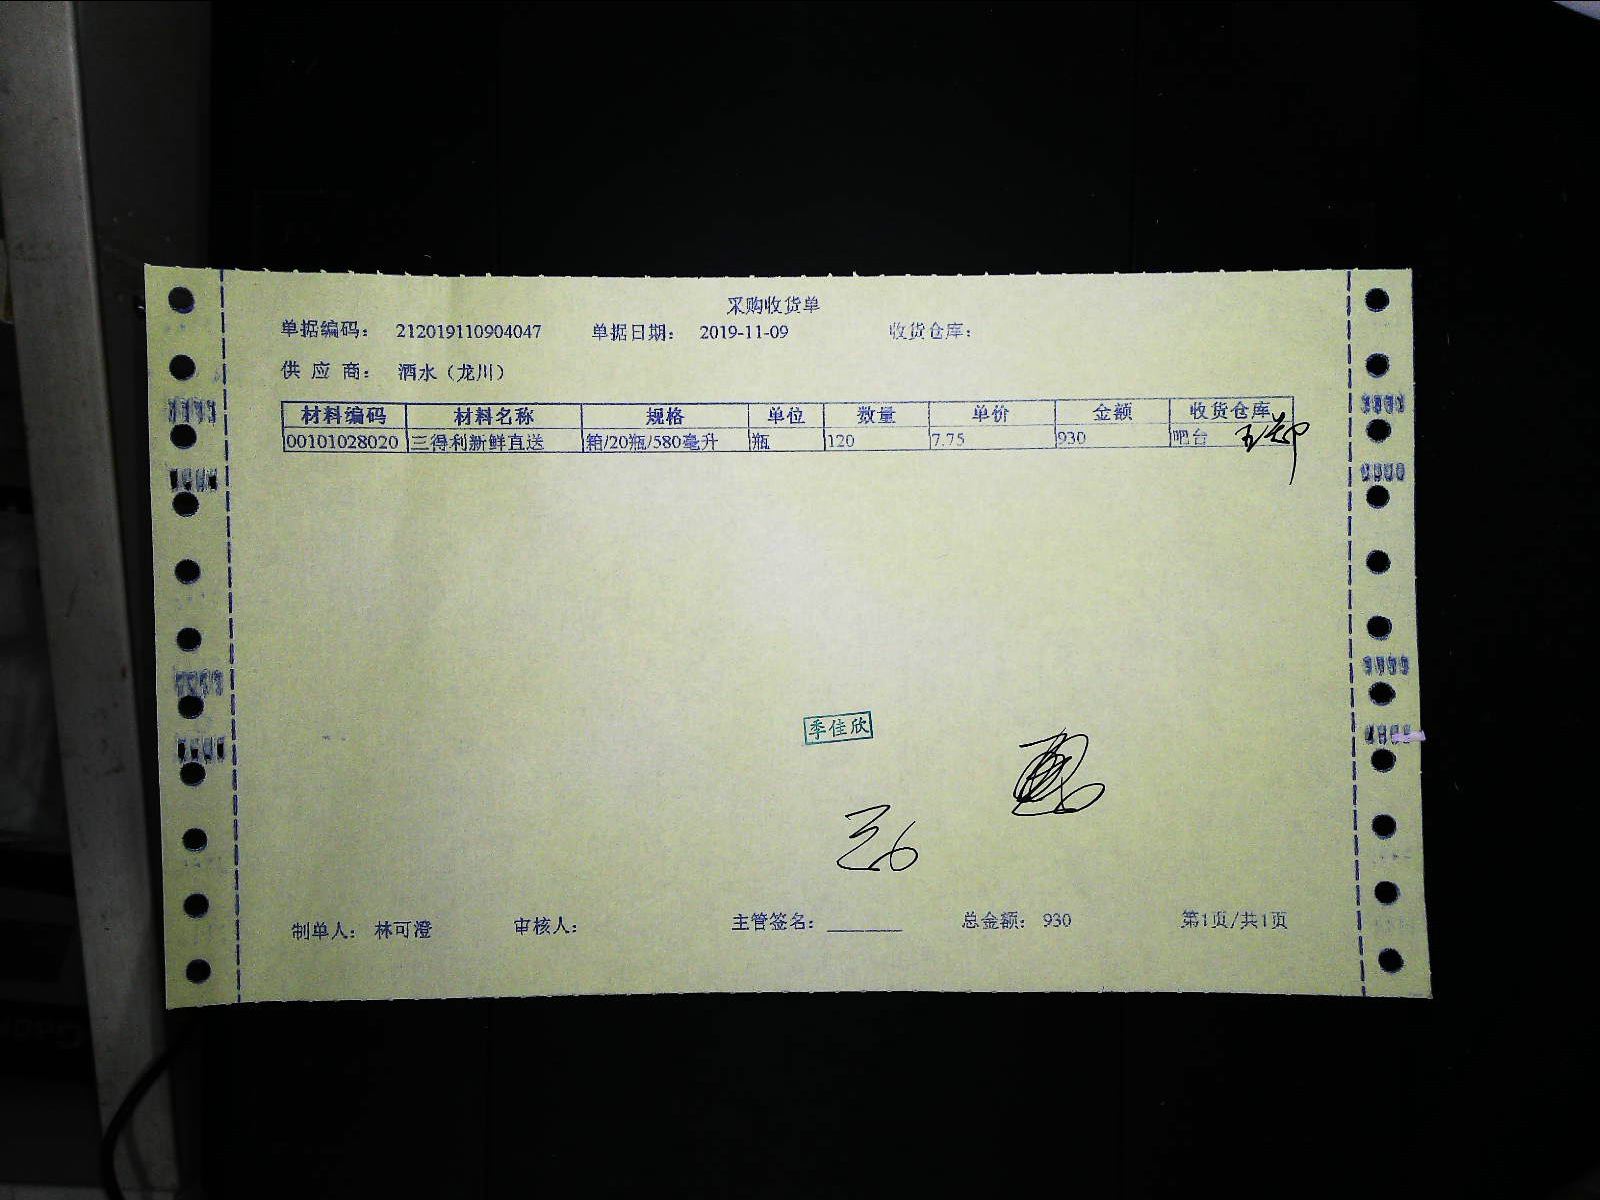 采购收货单
单据编码： 212019110904047 单据日期： 2019-11-09 收货仓库：
供 应 商： 酒水（龙川）
材料编码 材料名称 规格 单位 数量 单价 金额 收货仓库
00101028020 三得利新鲜直送 箱/20瓶/580毫升 瓶 120 7.75 930 吧台
季佳欣
制单人： 林可澄 审核人： 主管签名： 总金额： 930 第1页/共1页